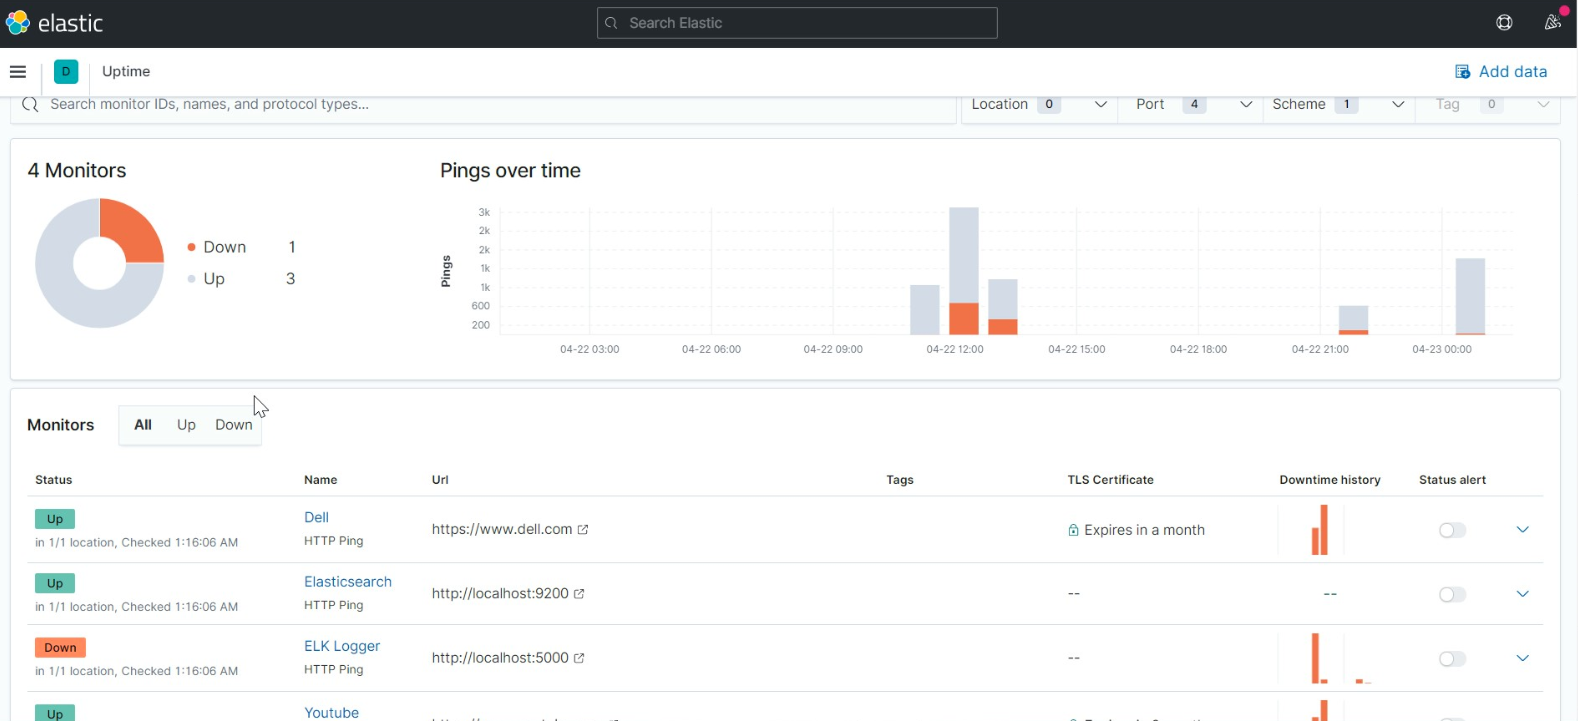 elastic
Search Elastic
D
Uptime
Add data
Search monitor IDs, names, and protocol types...
Location 0
Port 4
Scheme 1
Tag 0
4 Monitors
Down 1
Up 3
Pings over time
Pings
3k
2k
2k
1k
1k
600
200
04-22 03:00
04-22 06:00
04-22 09:00
04-22 12:00
04-22 15:00
04-22 18:00
04-22 21:00
04-23 00:00
Monitors
All Up Down
Status Name Url Tags TLS Certificate Downtime history Status alert
Up
in 1/1 location, Checked 1:16:06 AM
Dell
HTTP Ping
https://www.dell.com
Expires in a month
Up
in 1/1 location, Checked 1:16:06 AM
Elasticsearch
HTTP Ping
http://localhost:9200
--
--
Down
in 1/1 location, Checked 1:16:06 AM
ELK Logger
HTTP Ping
http://localhost:5000
--
Up
Youtube